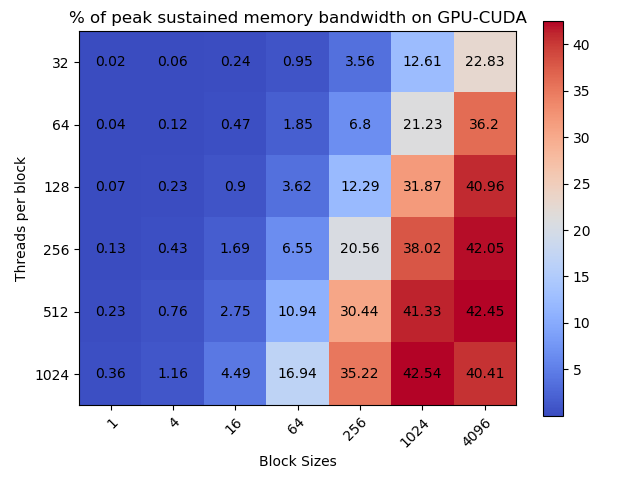 % of peak sustained memory bandwidth on GPU-CUDA
32 0.02 0.06 0.24 0.95 3.56 12.61 22.83
64 0.04 0.12 0.47 1.85 6.8 21.23 36.2
128 0.07 0.23 0.9 3.62 12.29 31.87 40.96
256 0.13 0.43 1.69 6.55 20.56 38.02 42.05
512 0.23 0.76 2.75 10.94 30.44 41.33 42.45
1024 0.36 1.16 4.49 16.94 35.22 42.54 40.41
1 4 16 64 256 1024 4096
Block Sizes
Threads per block
40
35
30
25
20
15
10
5